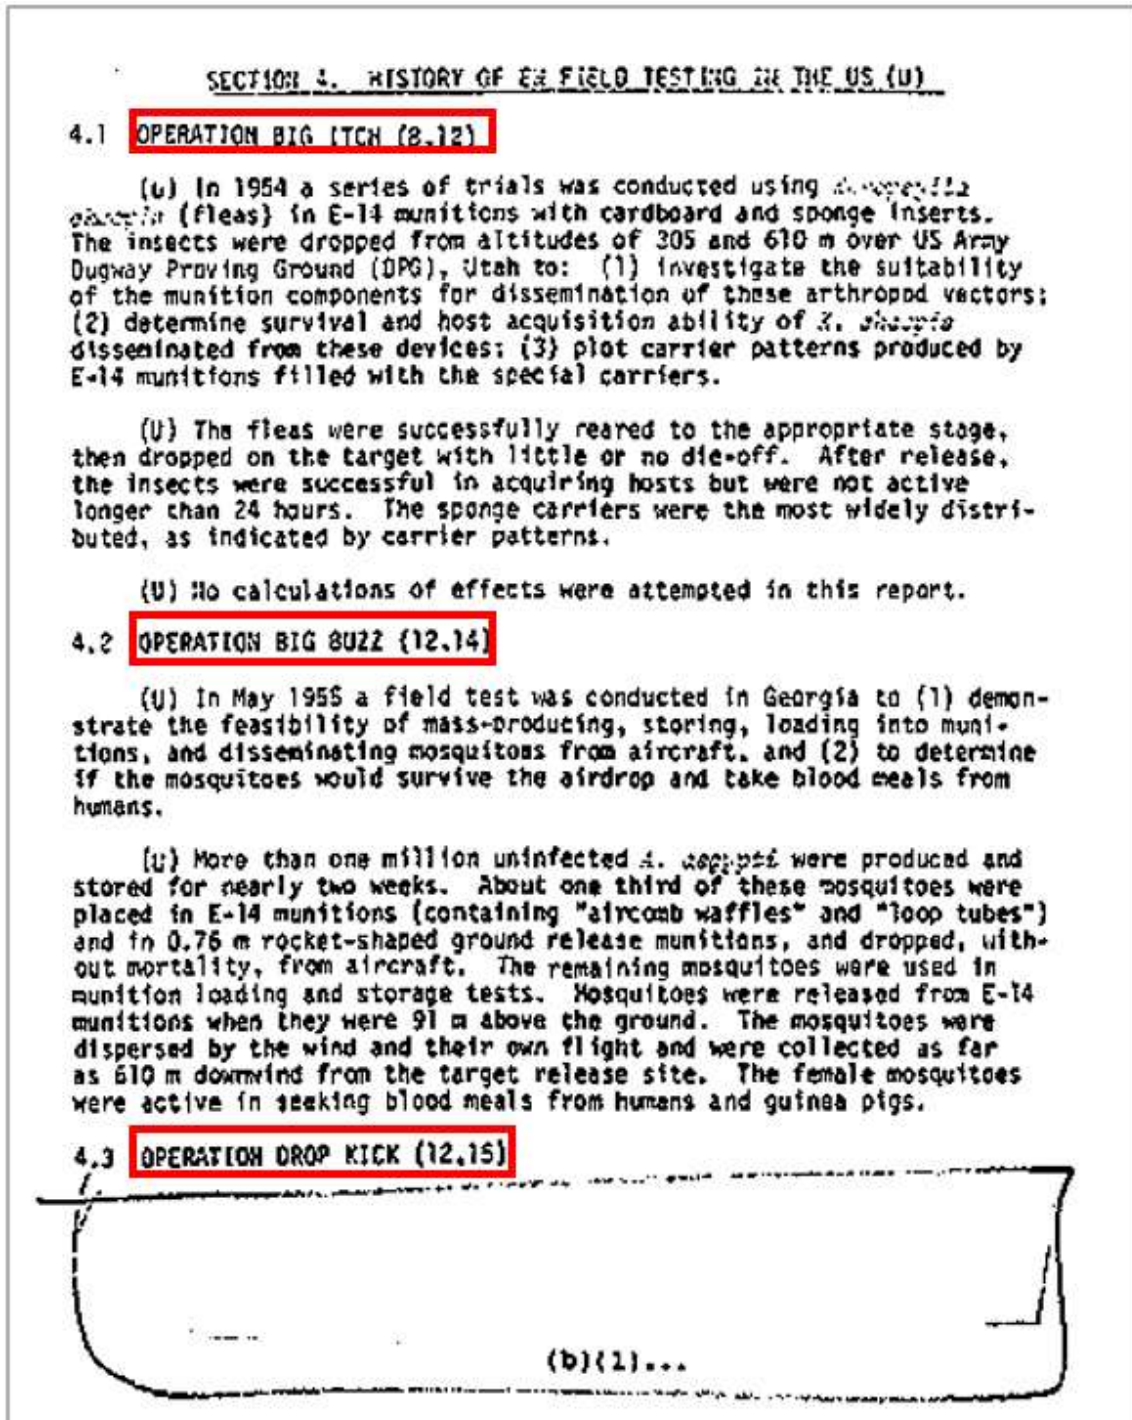 SECTION 4. HISTORY OF EW FIELD TESTING IN THE US (U)
4.1 OPERATION BIG ITCH (8,12)
(U) In 1954 a series of trials was conducted using
(fleas) in E-14 munitions with cardboard and sponge inserts.
The insects were dropped from altitudes of 305 and 610 m over US Army
Dugway Proving Ground (DPG), Utah to: (1) investigate the suitability
of the munition components for dissemination of these arthropod vectors;
(2) determine survival and host acquisition ability of X. cheopis
disseminated from these devices; (3) plot carrier patterns produced by
E-14 munitions filled with the special carriers.
(U) The fleas were successfully reared to the appropriate stage,
then dropped on the target with little or no die-off. After release,
the insects were successful in acquiring hosts but were not active
longer than 24 hours. The sponge carriers were the most widely distri-
buted, as indicated by carrier patterns.
(U) No calculations of effects were attempted in this report.
4.2 OPERATION BIG BUZZ (12,14)
(U) In May 1955 a field test was conducted in Georgia to (1) demon-
strate the feasibility of mass-producing, storing, loading into muni-
tions, and disseminating mosquitoes from aircraft, and (2) to determine
if the mosquitoes would survive the airdrop and take blood meals from
humans.
(U) More than one million uninfected A. aegypti were produced and
stored for nearly two weeks. About one third of these mosquitoes were
placed in E-14 munitions (containing "aircomb waffles" and "loop tubes")
and in 0.76 m rocket-shaped ground release munitions, and dropped, with-
out mortality, from aircraft. The remaining mosquitoes were used in
munition loading and storage tests. Mosquitoes were released from E-14
munitions when they were 91 m above the ground. The mosquitoes were
dispersed by the wind and their own flight and were collected as far
as 610 m downwind from the target release site. The female mosquitoes
were active in seeking blood meals from humans and guinea pigs.
4.3 OPERATION DROP KICK (12,15)
(b)(1)...